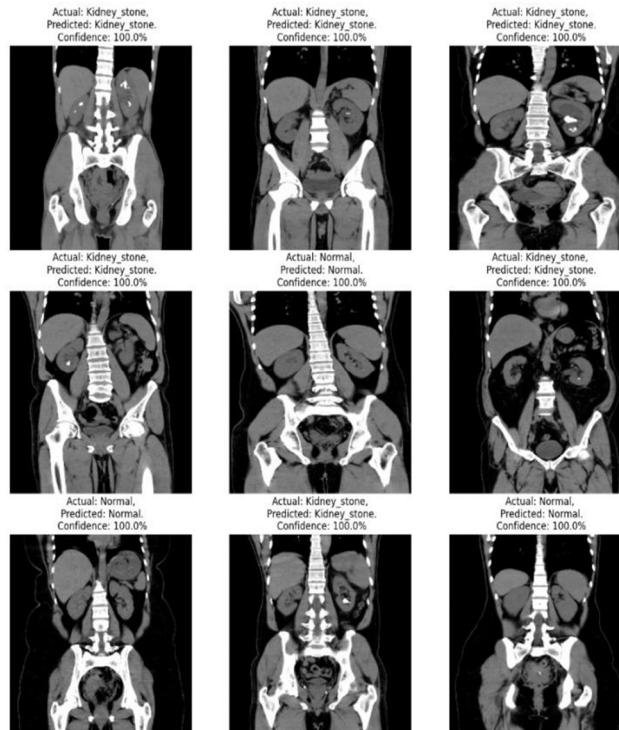 Actual: Kidney_stone,
Predicted: Kidney_stone.
Confidence: 100.0%
Actual: Kidney_stone,
Predicted: Kidney_stone.
Confidence: 100.0%
Actual: Kidney_stone,
Predicted: Kidney_stone.
Confidence: 100.0%
Actual: Kidney_stone,
Predicted: Kidney_stone.
Confidence: 100.0%
Actual: Normal,
Predicted: Normal.
Confidence: 100.0%
Actual: Kidney_stone,
Predicted: Kidney_stone.
Confidence: 100.0%
Actual: Normal,
Predicted: Normal.
Confidence: 100.0%
Actual: Kidney_stone,
Predicted: Kidney_stone.
Confidence: 100.0%
Actual: Normal,
Predicted: Normal.
Confidence: 100.0%